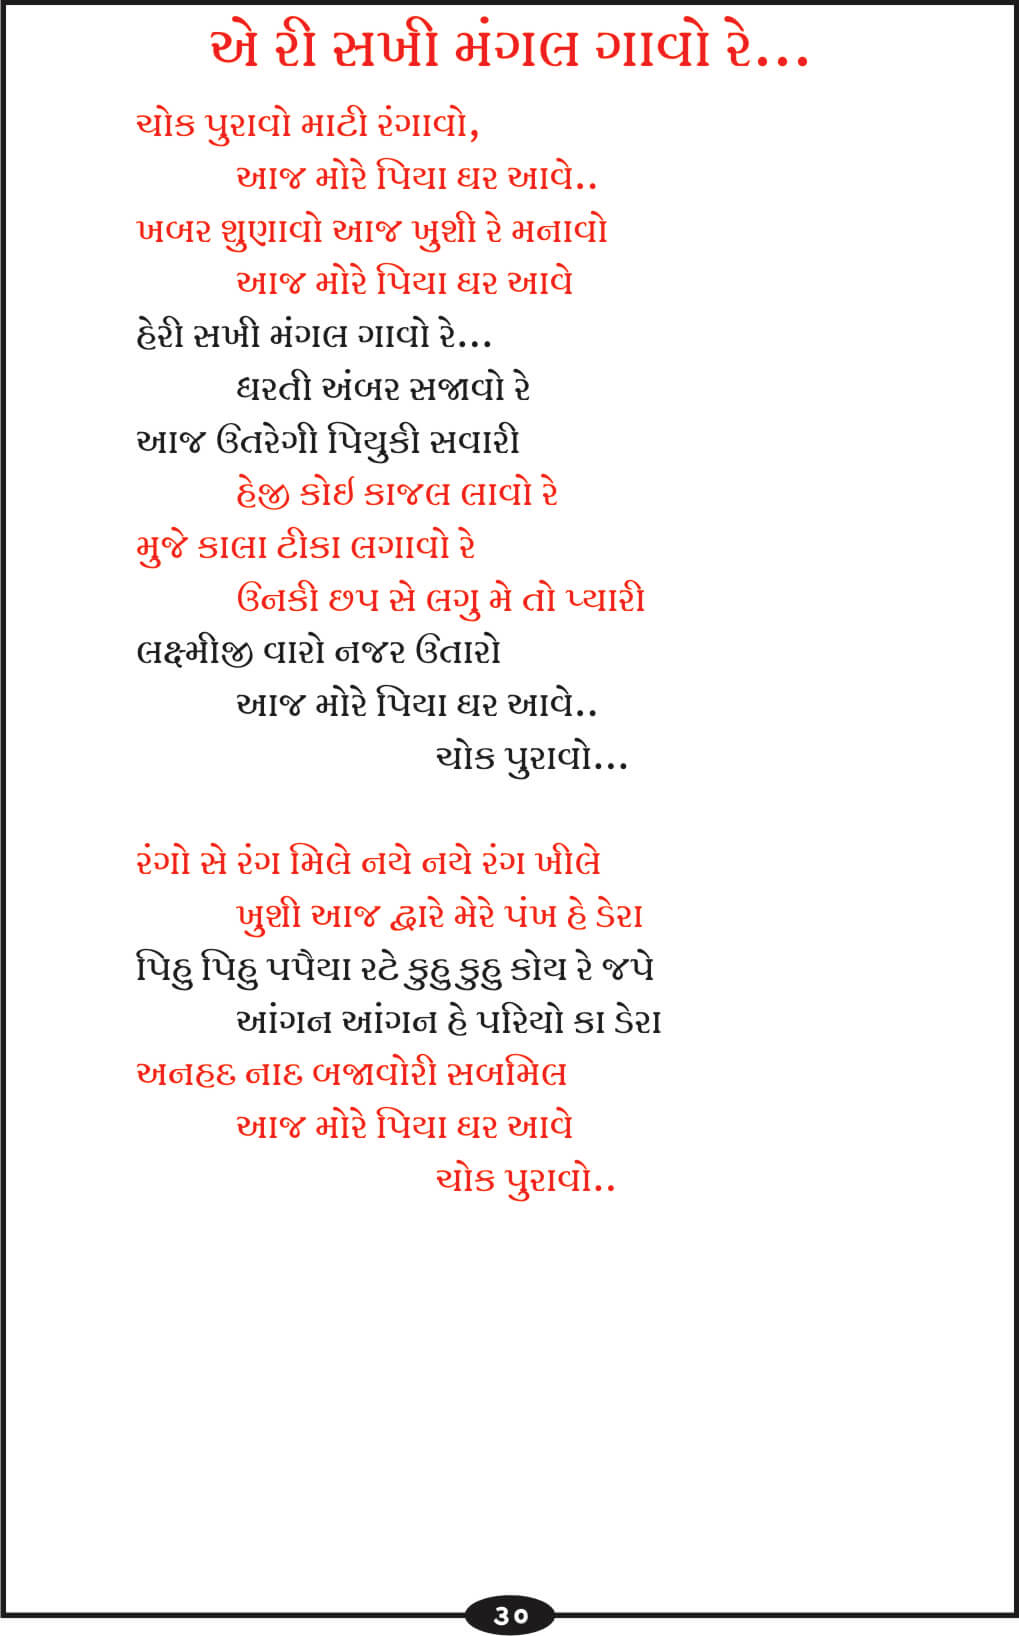 એ રી સખી મંગલ ગાવો રે...
ચોક પુરાવો માટી રંગાવો,
આજ મોરે પિયા ઘર આવે..
ખબર શુણાવો આજ ખુશી રે મનાવો
આજ મોરે પિયા ઘર આવે
હેરી સખી મંગલ ગાવો રે...
ધરતી અંબર સજાવો રે
આજ ઉતરેગી પિયુકી સવારી
હેજી કોઇ કાજલ લાવો રે
મુજે કાલા ટીકા લગાવો રે
ઉનકી છપ સે લગુ મે તો પ્યારી
લક્ષ્મીજી વારો નજર ઉતારો
આજ મોરે પિયા ઘર આવે..
ચોક પુરાવો...
રંગો સે રંગ મિલે નયે નયે રંગ ખીલે
ખુશી આજ દ્વારે મેરે પંખ હે ડેરા
પિહુ પિહુ પપૈયા રટે કુહુ કુહુ કોય રે જપે
આંગન આંગન હે પરિયો કા ડેરા
અનહદ નાદ બજાવોરી સબમિલ
આજ મોરે પિયા ઘર આવે
ચોક પુરાવો..
૩૦